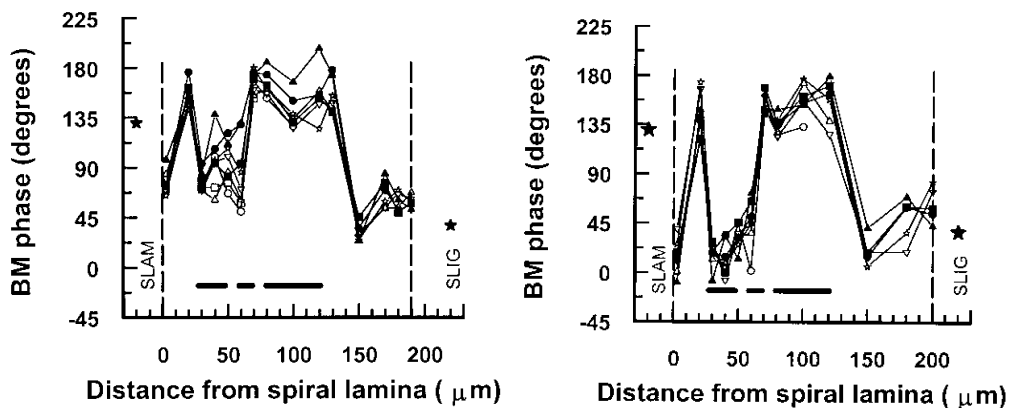 225
180
135
90
45
0
-45
BM phase (degrees)
SLAM
SLIG
0 50 100 150 200
Distance from spiral lamina ( μm)
225
180
135
90
45
0
-45
BM phase (degrees)
SLAM
SLIG
0 50 100 150 200
Distance from spiral lamina ( μm)